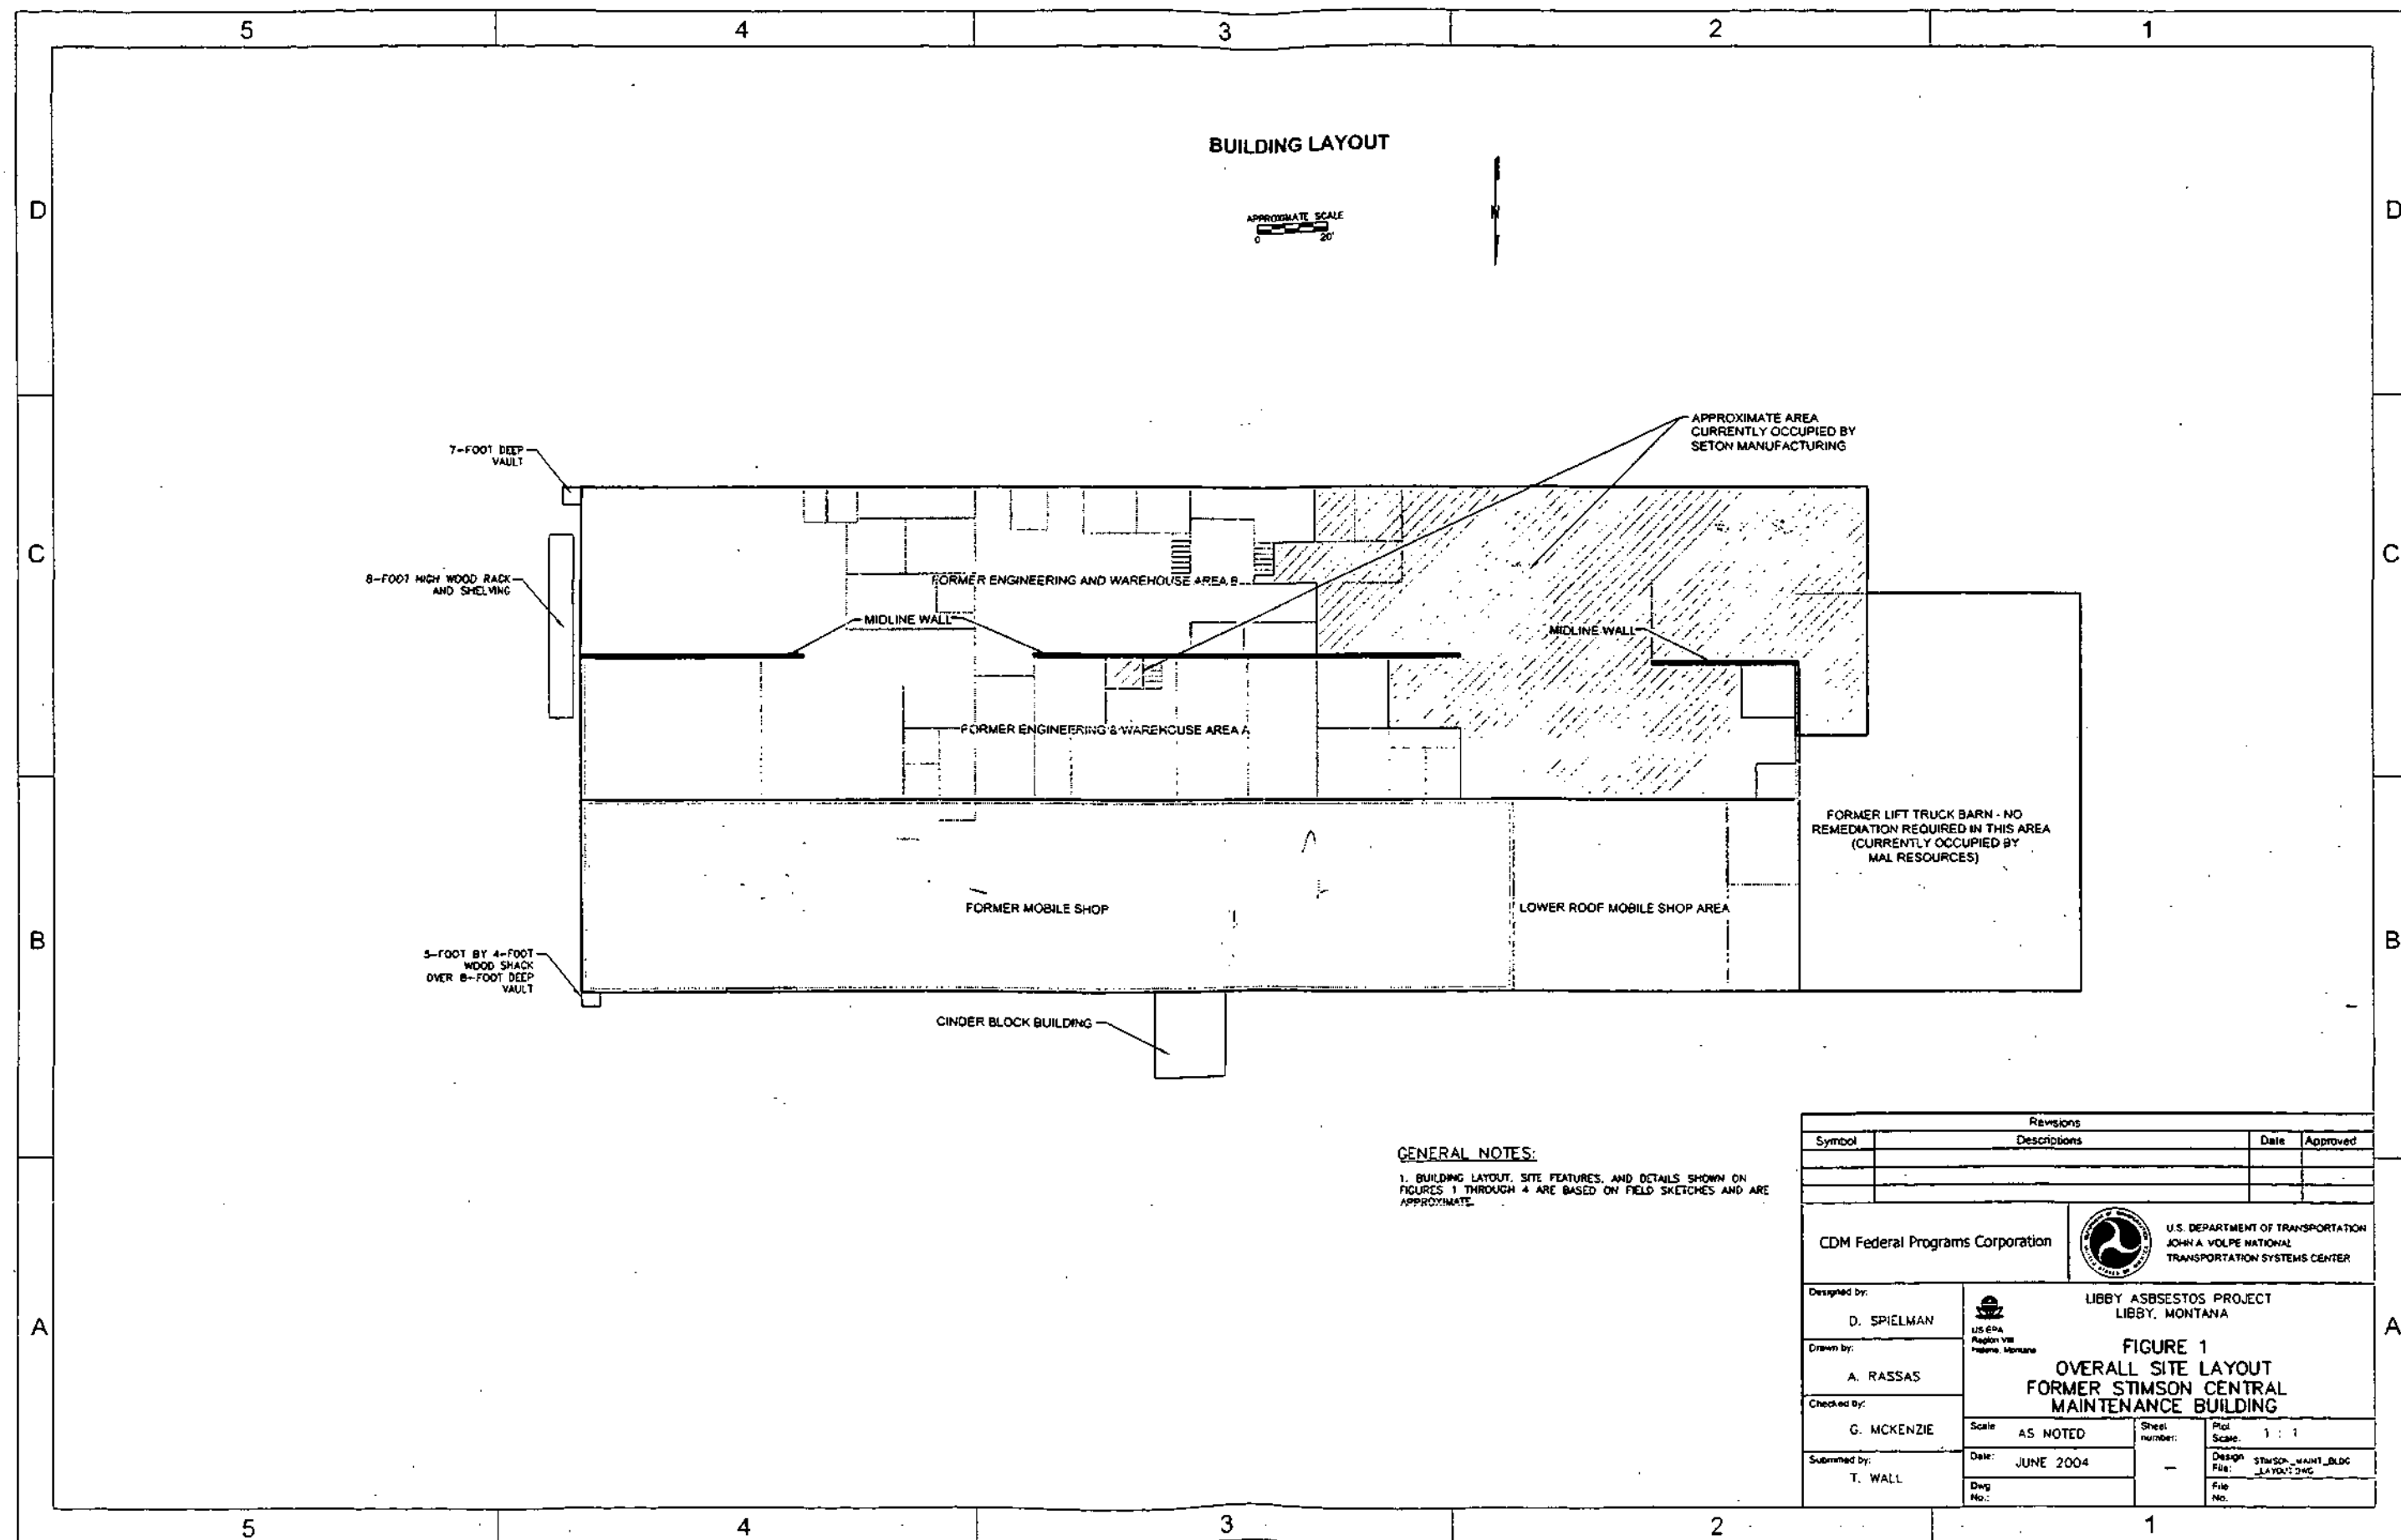 5 4 3 2 1
BUILDING LAYOUT
APPROXIMATE SCALE
0 20'
N
D D
7-FOOT DEEP
VAULT
APPROXIMATE AREA
CURRENTLY OCCUPIED BY
SETON MANUFACTURING
C C
8-FOOT HIGH WOOD RACK
AND SHELVING
FORMER ENGINEERING AND WAREHOUSE AREA B
MIDLINE WALL
MIDLINE WALL
FORMER ENGINEERING & WAREHOUSE AREA A
FORMER LIFT TRUCK BARN - NO
REMEDIATION REQUIRED IN THIS AREA
(CURRENTLY OCCUPIED BY
MAL RESOURCES)
FORMER MOBILE SHOP
LOWER ROOF MOBILE SHOP AREA
B B
5-FOOT BY 4-FOOT
WOOD SHACK
OVER 8-FOOT DEEP
VAULT
CINDER BLOCK BUILDING
GENERAL NOTES:
1. BUILDING LAYOUT, SITE FEATURES, AND DETAILS SHOWN ON
FIGURES 1 THROUGH 4 ARE BASED ON FIELD SKETCHES AND ARE
APPROXIMATE.
Revisions
Symbol Descriptions Date Approved
CDM Federal Programs Corporation
U.S. DEPARTMENT OF TRANSPORTATION
JOHN A VOLPE NATIONAL
TRANSPORTATION SYSTEMS CENTER
A A
Designed by:
D. SPIELMAN
Drawn by:
A. RASSAS
Checked by:
G. MCKENZIE
Submitted by:
T. WALL
US EPA
Region VIII
Helena, Montana
LIBBY ASBSESTOS PROJECT
LIBBY, MONTANA
FIGURE 1
OVERALL SITE LAYOUT
FORMER STIMSON CENTRAL
MAINTENANCE BUILDING
Scale AS NOTED
Sheet
number: —
Plot
Scale: 1 : 1
Date: JUNE 2004
Design
File: STIMSON_MAINT_BLDG
_LAYOUT.DWG
Dwg
No.:
File
No.
5 4 3 2 1